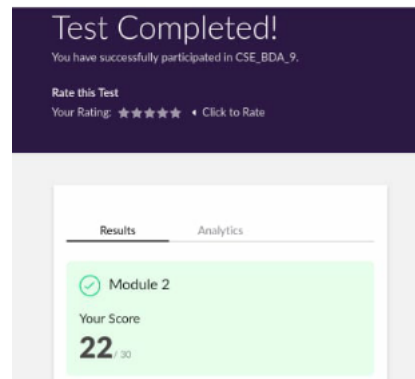 Test Completed!
You have successfully participated in CSE_BDA_9.
Rate this Test
Your Rating: ★★★★★ ◂ Click to Rate
Results Analytics
Module 2
Your Score
22/ 30